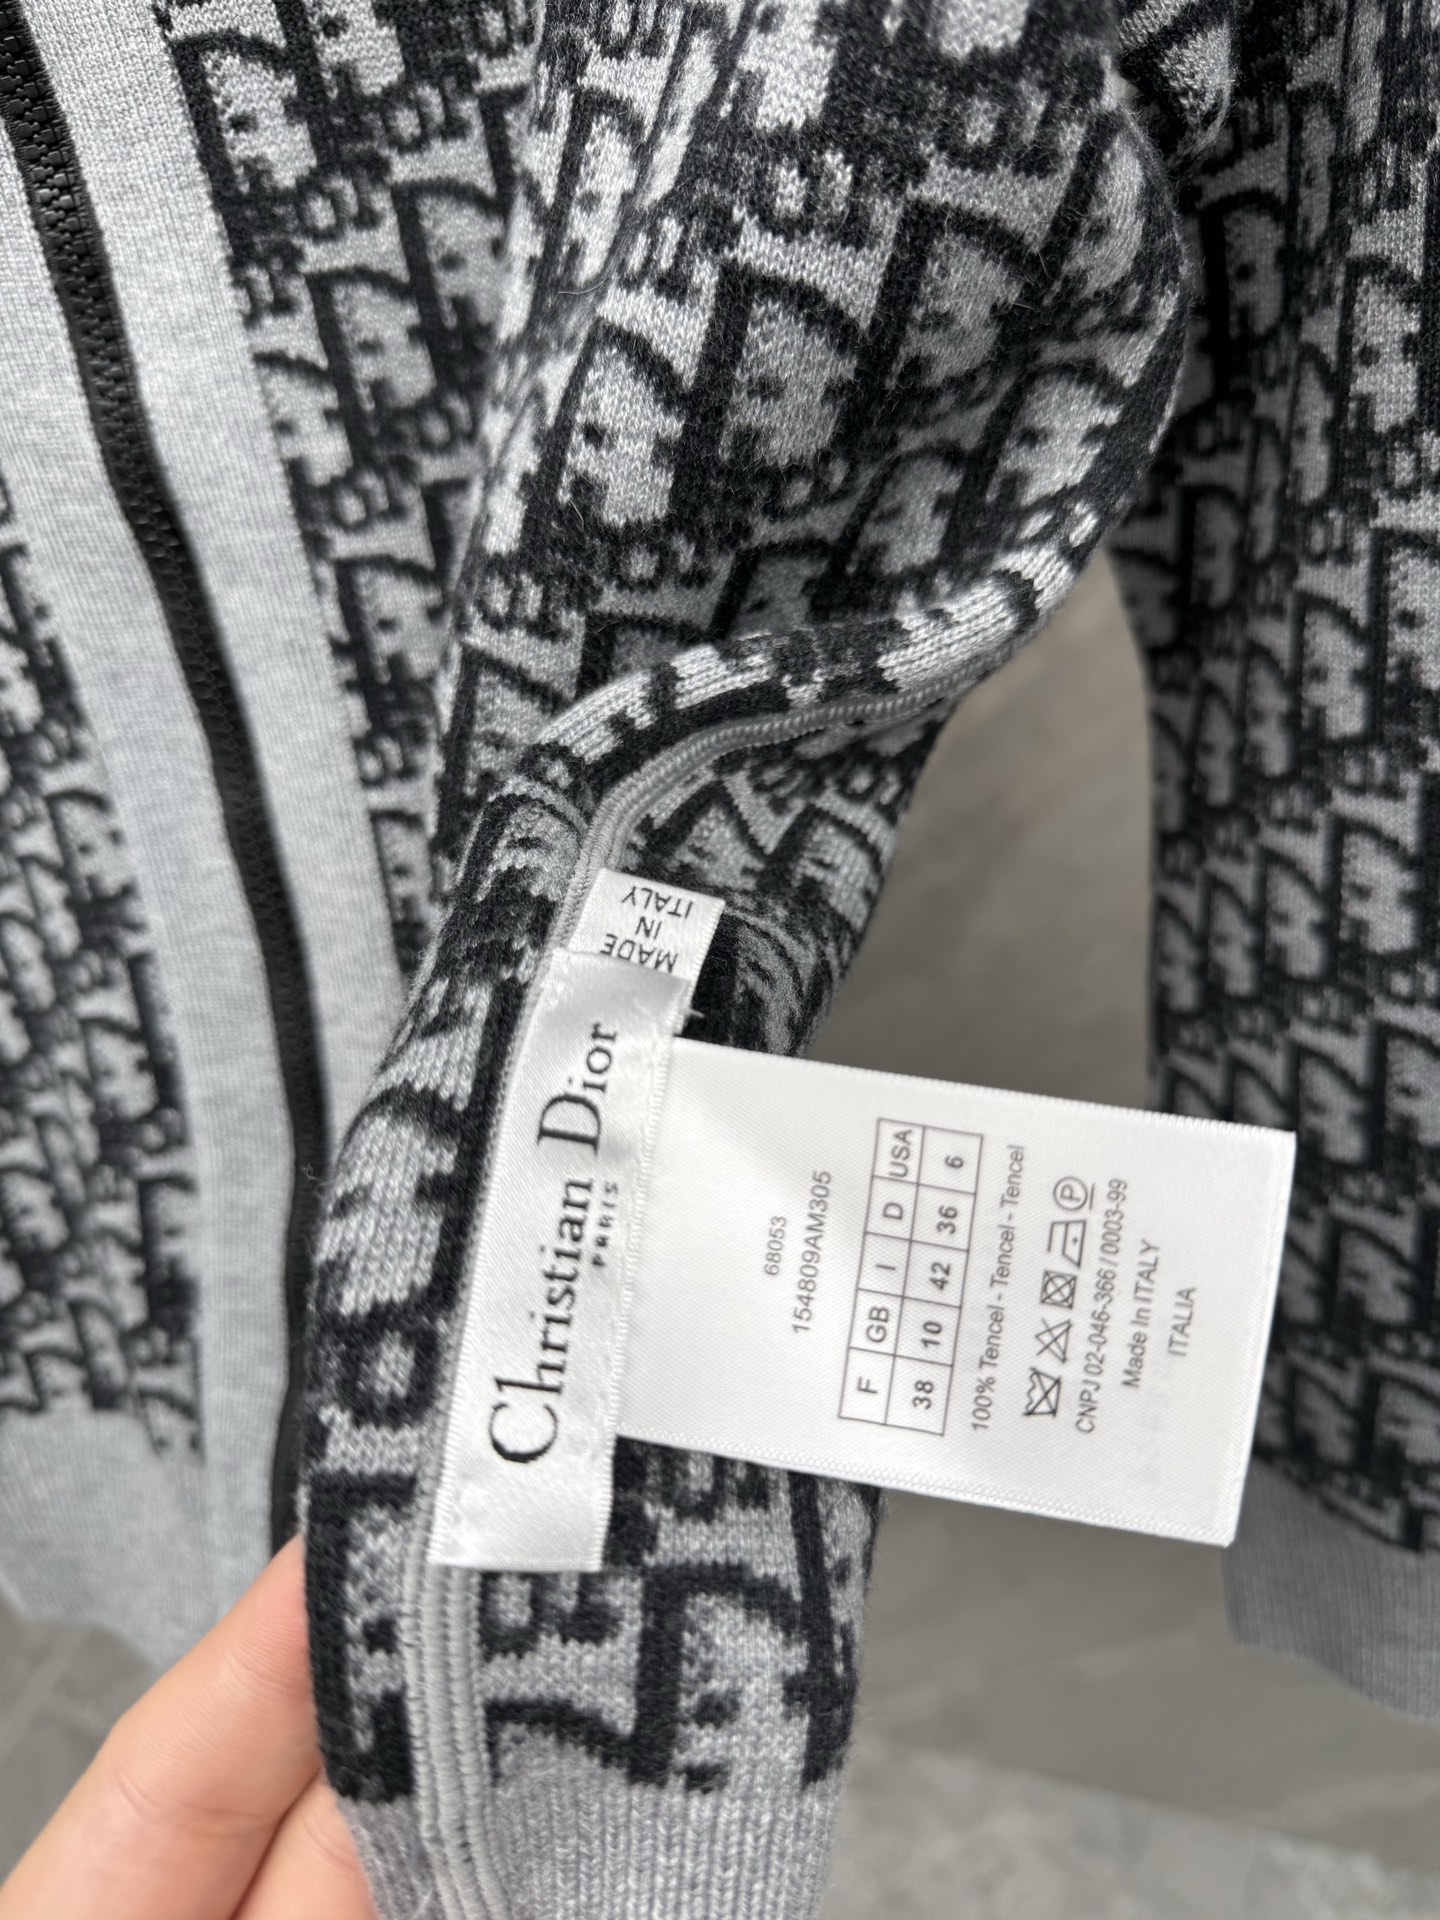 MADE
IN
ITALY
Christian Dior
PARIS
68053
154809AM305
F GB I D USA
38 10 42 36 6
100% Tencel - Tencel - Tencel
P
CNPJ 02-046-366 / 0003-99
Made In ITALY
ITALIA